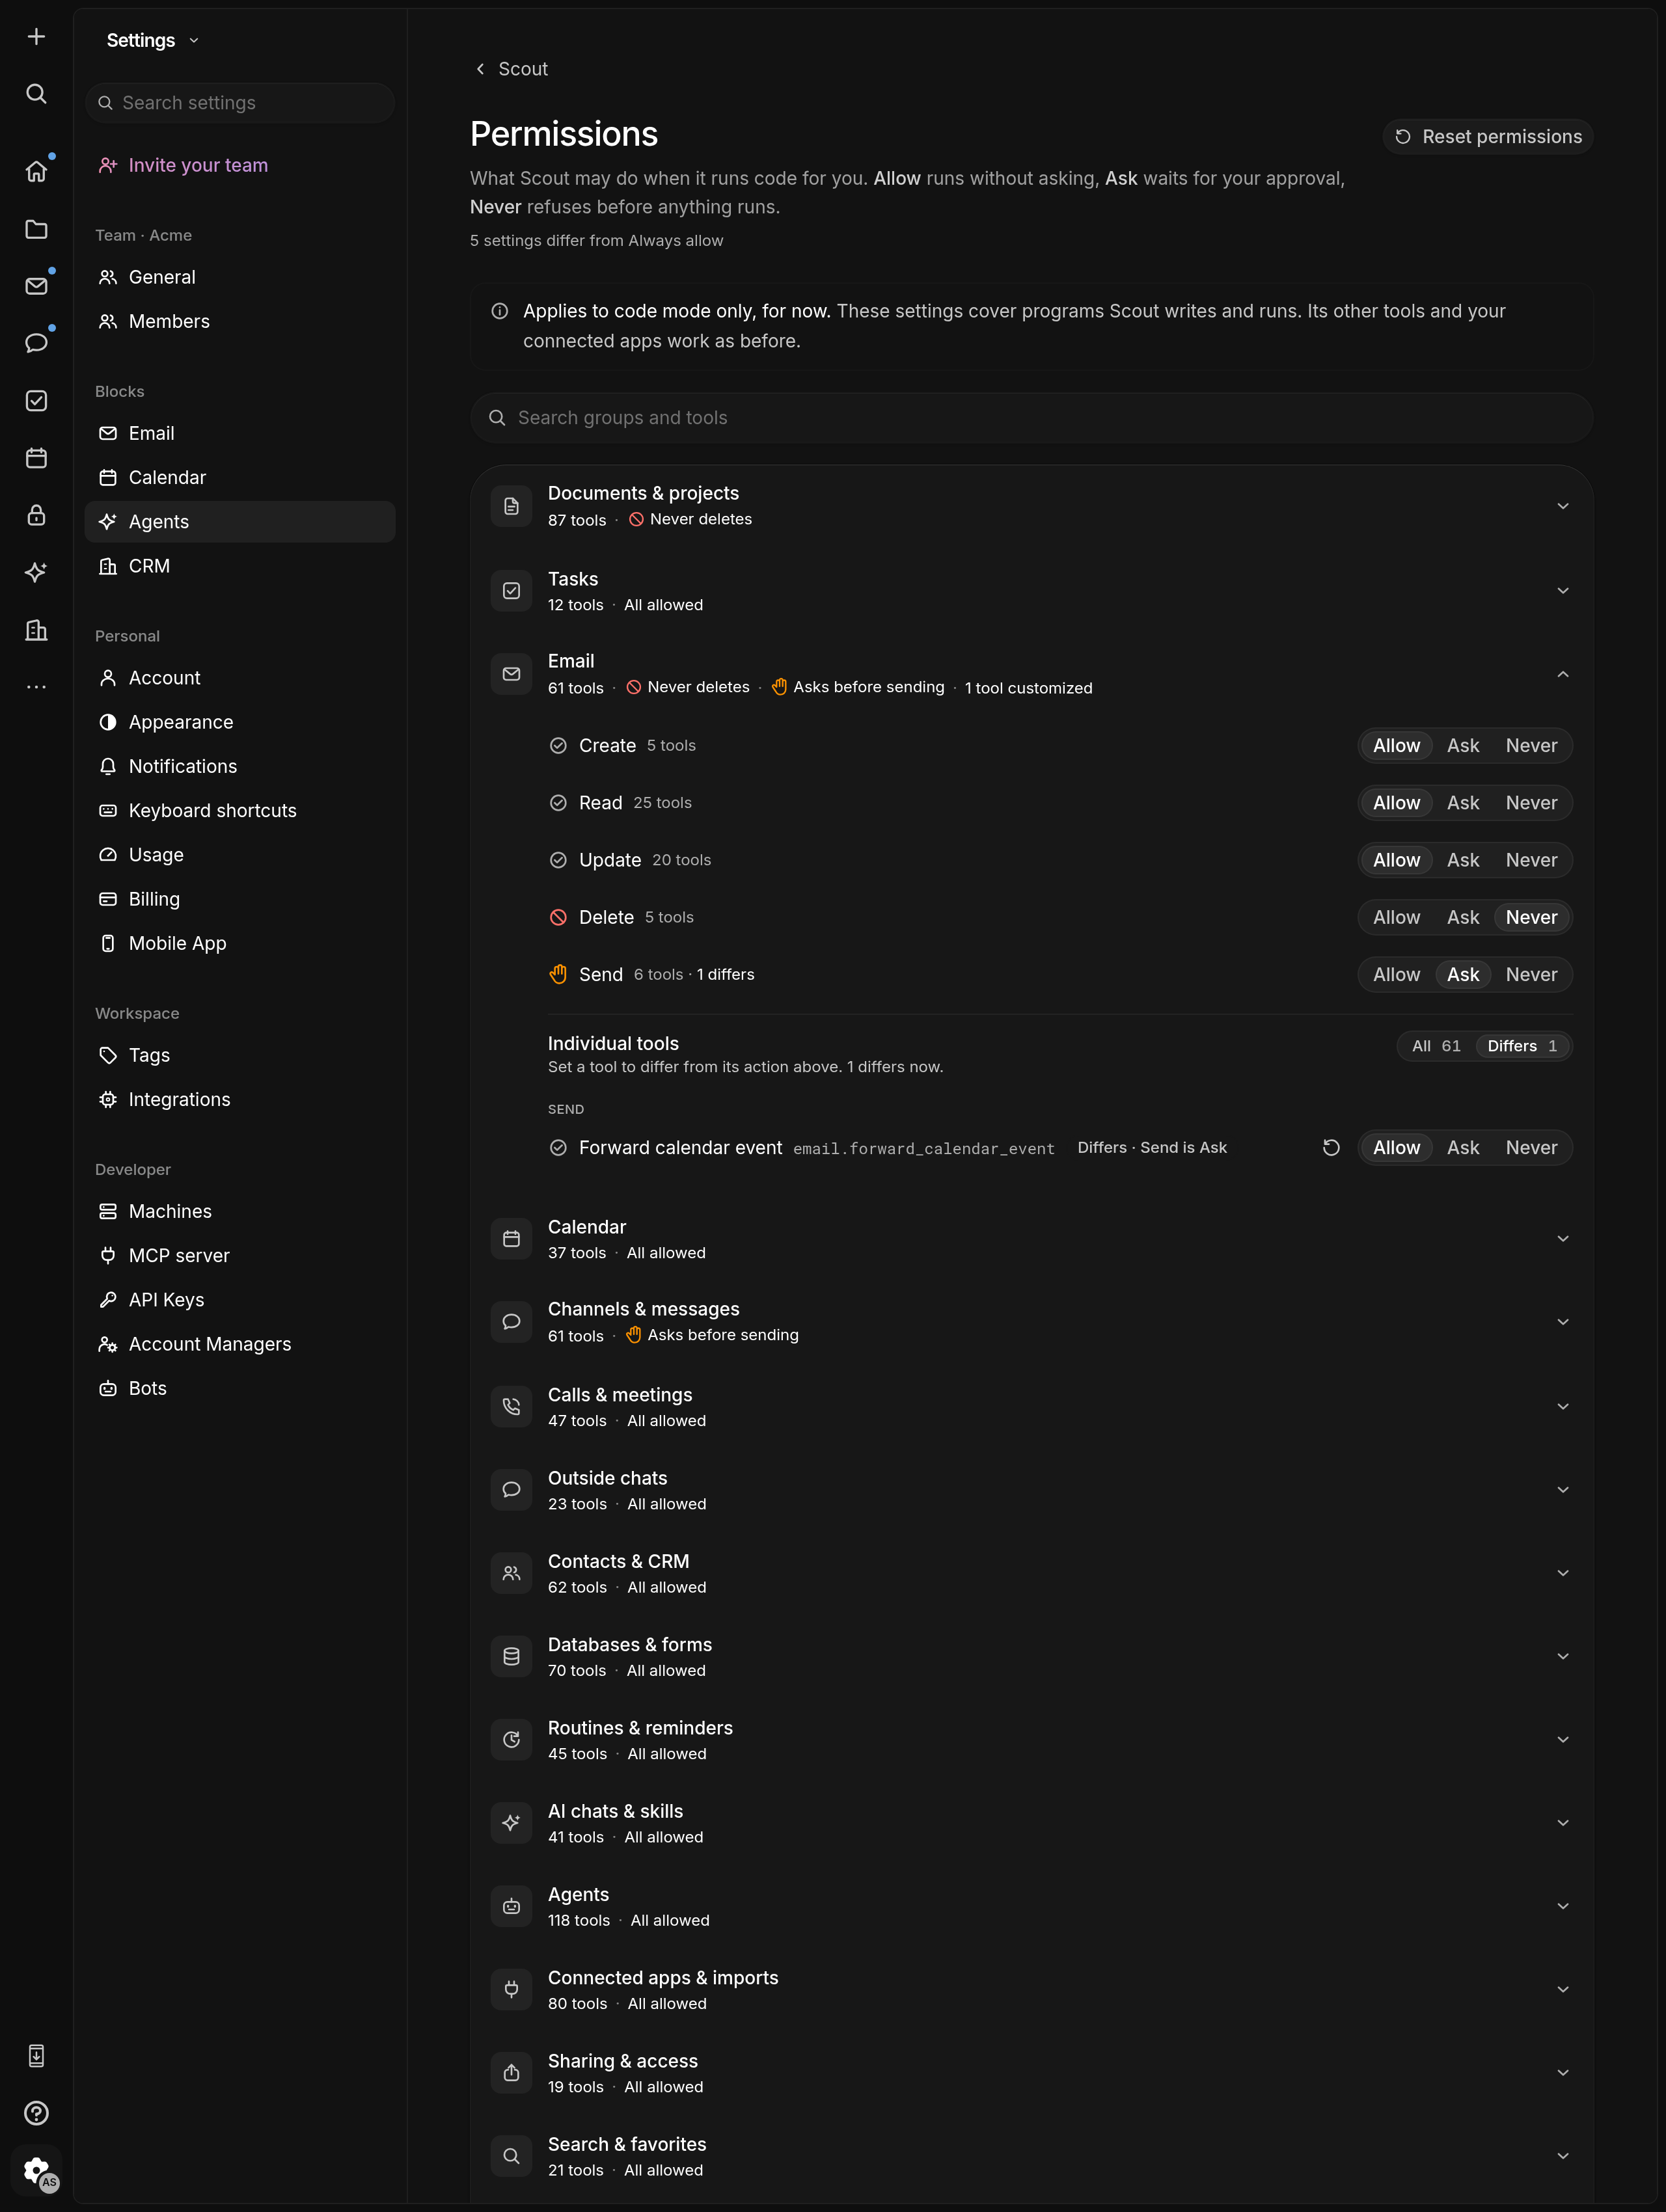 Settings
Search settings
Invite your team
Team · Acme
General
Members
Blocks
Email
Calendar
Agents
CRM
Personal
Account
Appearance
Notifications
Keyboard shortcuts
Usage
Billing
Mobile App
Workspace
Tags
Integrations
Developer
Machines
MCP server
API Keys
Account Managers
Bots
AS
Scout
Permissions
Reset permissions
What Scout may do when it runs code for you. Allow runs without asking, Ask waits for your approval,
Never refuses before anything runs.
5 settings differ from Always allow
Applies to code mode only, for now. These settings cover programs Scout writes and runs. Its other tools and your
connected apps work as before.
Search groups and tools
Documents & projects
87 tools · Never deletes
Tasks
12 tools · All allowed
Email
61 tools · Never deletes · Asks before sending · 1 tool customized
Create 5 tools Allow Ask Never
Read 25 tools Allow Ask Never
Update 20 tools Allow Ask Never
Delete 5 tools Allow Ask Never
Send 6 tools · 1 differs Allow Ask Never
Individual tools All 61 Differs 1
Set a tool to differ from its action above. 1 differs now.
SEND
Forward calendar event email.forward_calendar_event Differs · Send is Ask Allow Ask Never
Calendar
37 tools · All allowed
Channels & messages
61 tools · Asks before sending
Calls & meetings
47 tools · All allowed
Outside chats
23 tools · All allowed
Contacts & CRM
62 tools · All allowed
Databases & forms
70 tools · All allowed
Routines & reminders
45 tools · All allowed
AI chats & skills
41 tools · All allowed
Agents
118 tools · All allowed
Connected apps & imports
80 tools · All allowed
Sharing & access
19 tools · All allowed
Search & favorites
21 tools · All allowed